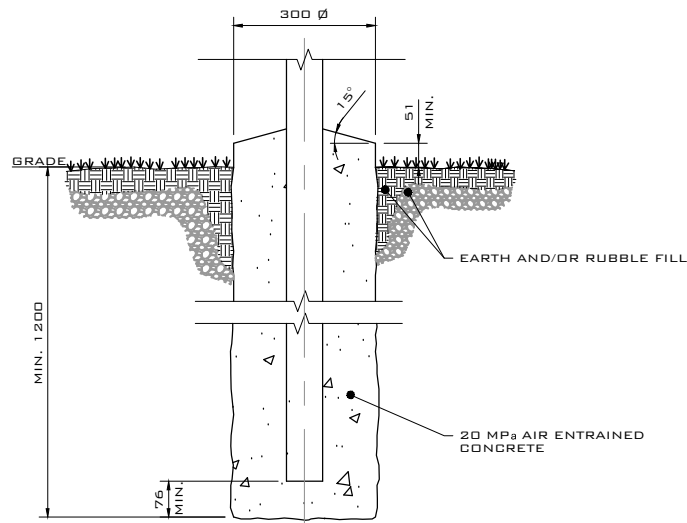 300 Ø
15°
51
MIN.
GRADE
EARTH AND/OR RUBBLE FILL
MIN. 1200
20 MPa AIR ENTRAINED
CONCRETE
76
MIN.